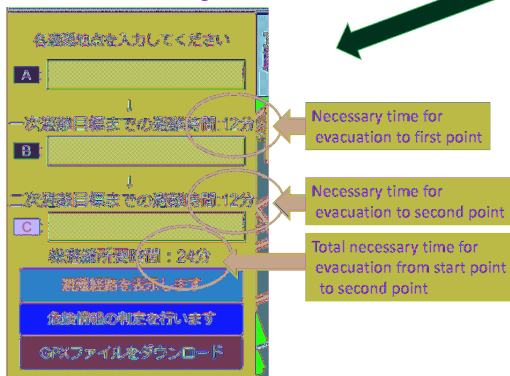 各避難地点を入力してください
A
↓
一次避難目標までの避難時間:12分
B
↓
二次避難目標までの避難時間:12分
C
総避難所要時間：24分
避難経路を表示します
危険情報の判定を行います
GPXファイルをダウンロード
Necessary time for
evacuation to first point
Necessary time for
evacuation to second point
Total necessary time for
evacuation from start point
to second point